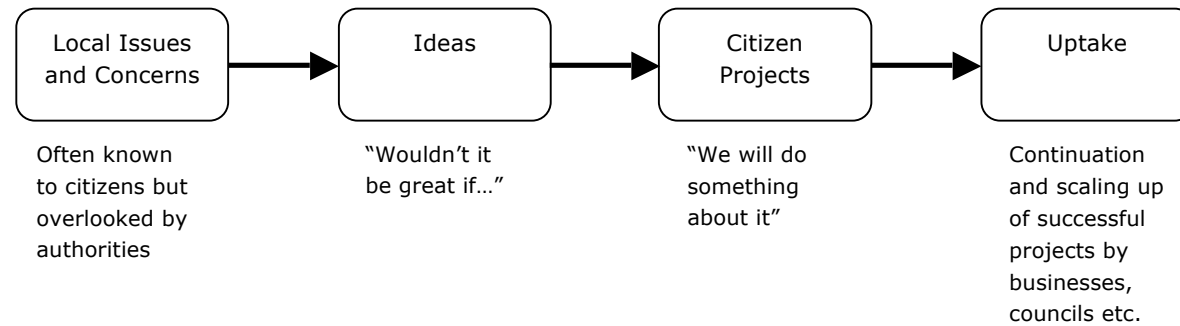 Local Issues
and Concerns
Ideas
Citizen
Projects
Uptake
Often known
to citizens but
overlooked by
authorities
“Wouldn’t it
be great if…”
“We will do
something
about it”
Continuation
and scaling up
of successful
projects by
businesses,
councils etc.